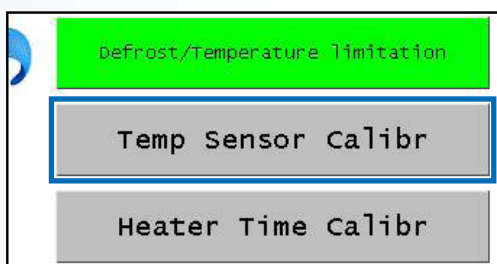 Defrost/Temperature limitation
Temp Sensor Calibr
Heater Time Calibr